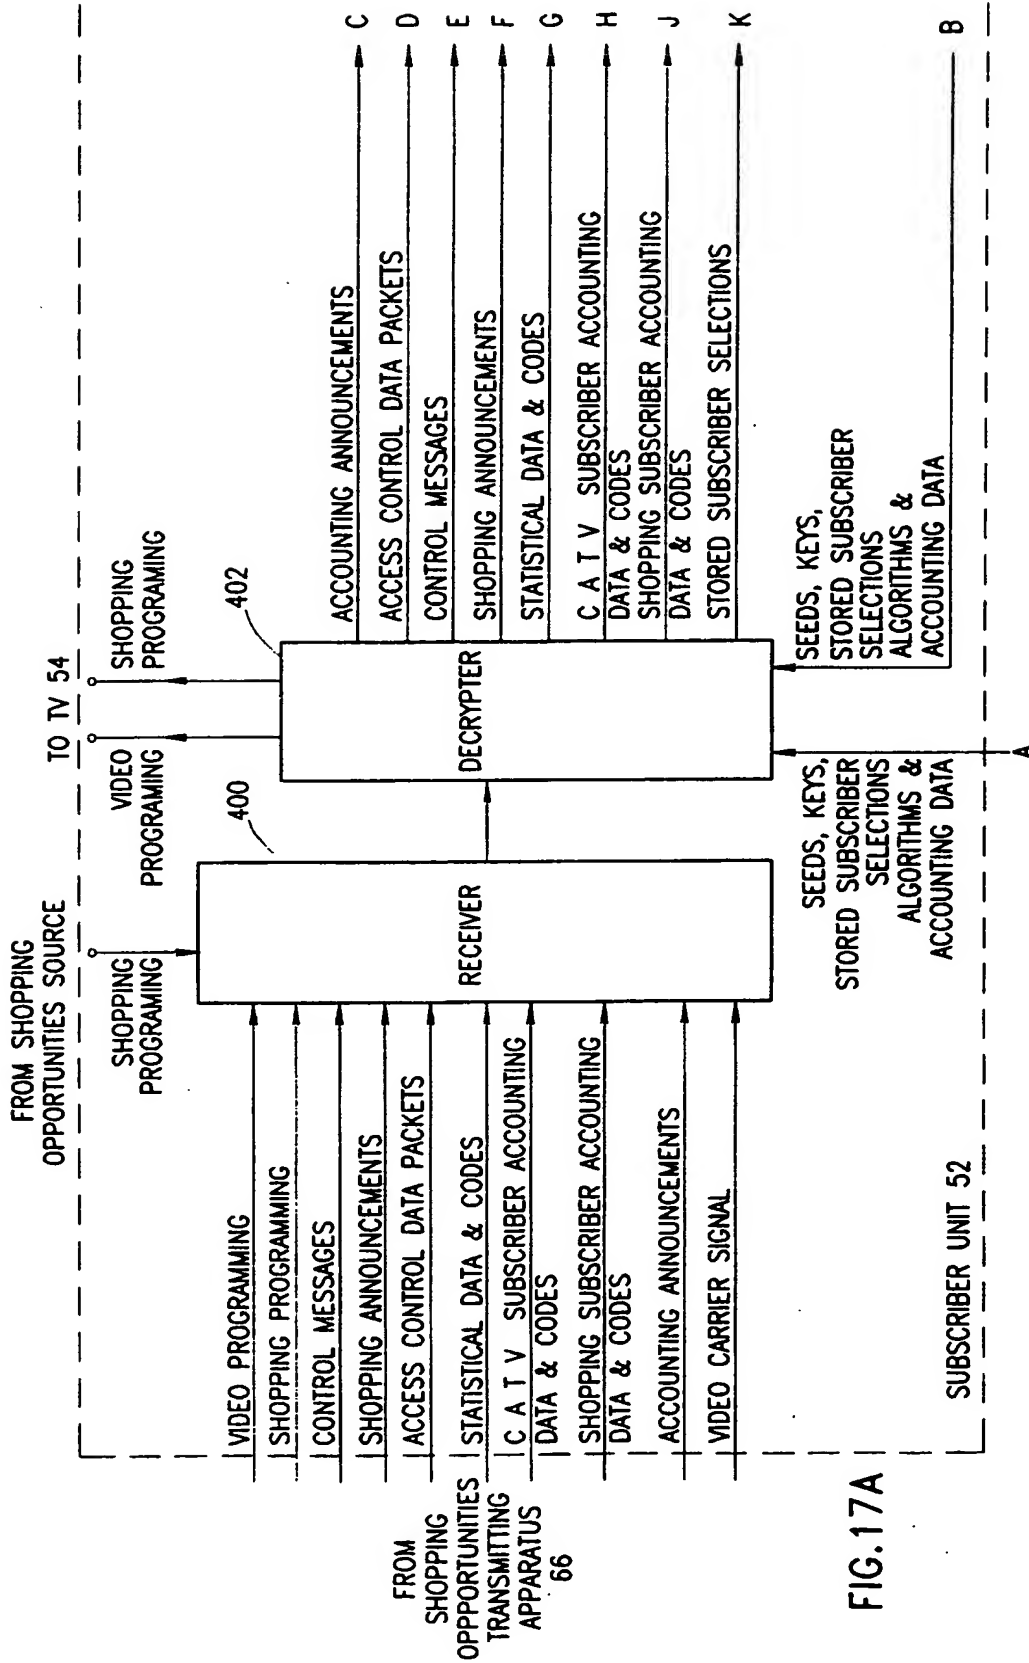 FROM SHOPPING
OPPORTUNITIES SOURCE
SHOPPING
PROGRAMING
TO TV 54
VIDEO
PROGRAMING
SHOPPING
PROGRAMING
400
402
VIDEO PROGRAMMING
SHOPPING PROGRAMMING
CONTROL MESSAGES
SHOPPING ANNOUNCEMENTS
ACCESS CONTROL DATA PACKETS
STATISTICAL DATA & CODES
C A T V SUBSCRIBER ACCOUNTING
DATA & CODES
SHOPPING SUBSCRIBER ACCOUNTING
DATA & CODES
ACCOUNTING ANNOUNCEMENTS
VIDEO CARRIER SIGNAL
FROM
SHOPPING
OPPPORTUNITIES
TRANSMITTING
APPARATUS
66
RECEIVER
DECRYPTER
ACCOUNTING ANNOUNCEMENTS
C
ACCESS CONTROL DATA PACKETS
D
CONTROL MESSAGES
E
SHOPPING ANNOUNCEMENTS
F
STATISTICAL DATA & CODES
G
C A T V SUBSCRIBER ACCOUNTING
DATA & CODES
H
SHOPPING SUBSCRIBER ACCOUNTING
DATA & CODES
J
STORED SUBSCRIBER SELECTIONS
K
SEEDS, KEYS,
STORED SUBSCRIBER
SELECTIONS
ALGORITHMS &
ACCOUNTING DATA
A
SEEDS, KEYS,
STORED SUBSCRIBER
SELECTIONS
ALGORITHMS &
ACCOUNTING DATA
B
SUBSCRIBER UNIT 52
FIG.17A